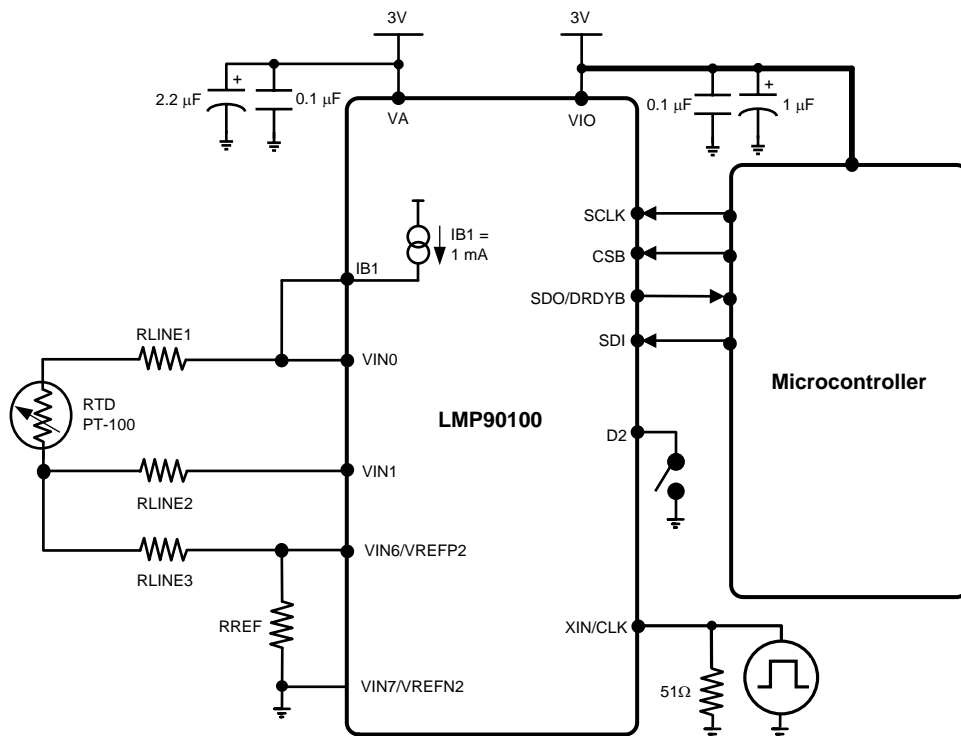 3V
3V
2.2 µF
+
0.1 µF
VA
VIO
0.1 µF
+
1 µF
IB1 =
1 mA
IB1
SCLK
CSB
SDO/DRDYB
SDI
RLINE1
VIN0
RTD
PT-100
LMP90100
Microcontroller
D2
VIN1
RLINE2
VIN6/VREFP2
RLINE3
RREF
XIN/CLK
VIN7/VREFN2
51Ω